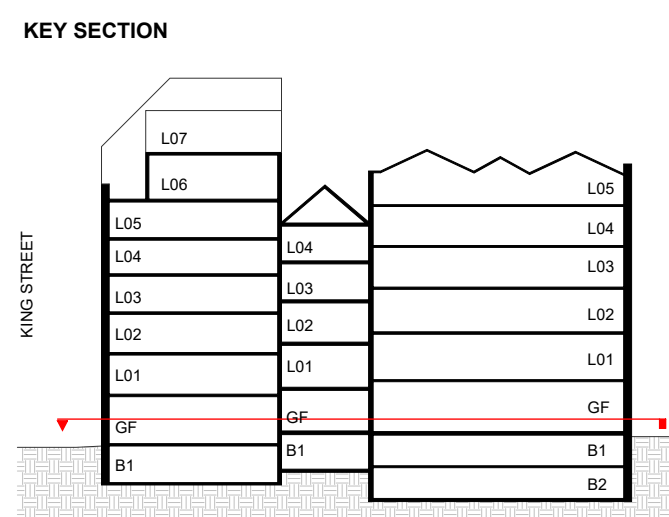 KEY SECTION
KING STREET
L07
L06
L05
L04
L03
L02
L01
GF
B1
L04
L03
L02
L01
GF
B1
L05
L04
L03
L02
L01
GF
B1
B2